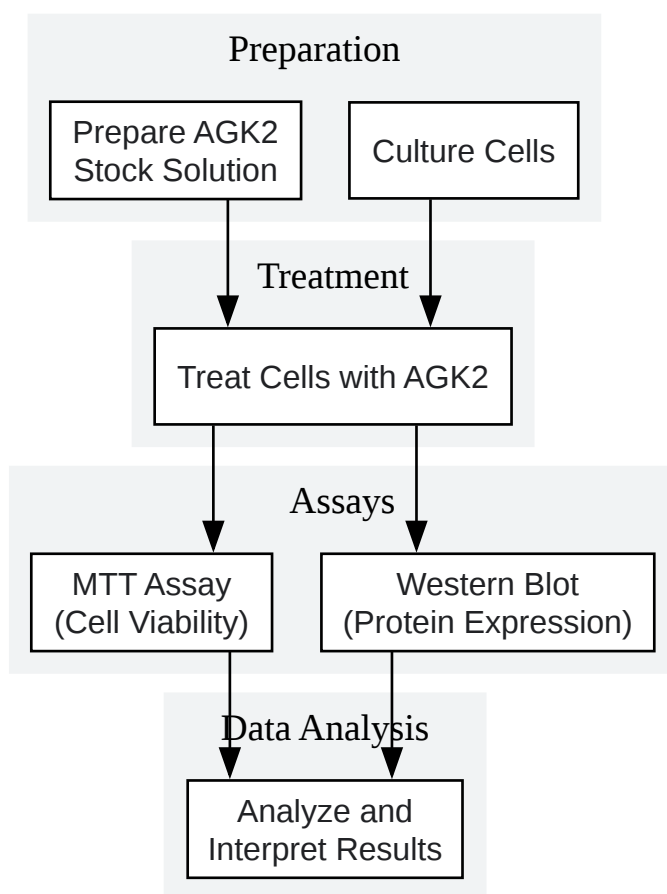 Preparation
Prepare AGK2
Stock Solution
Culture Cells
Treatment
Treat Cells with AGK2
Assays
MTT Assay
(Cell Viability)
Western Blot
(Protein Expression)
Data Analysis
Analyze and
Interpret Results